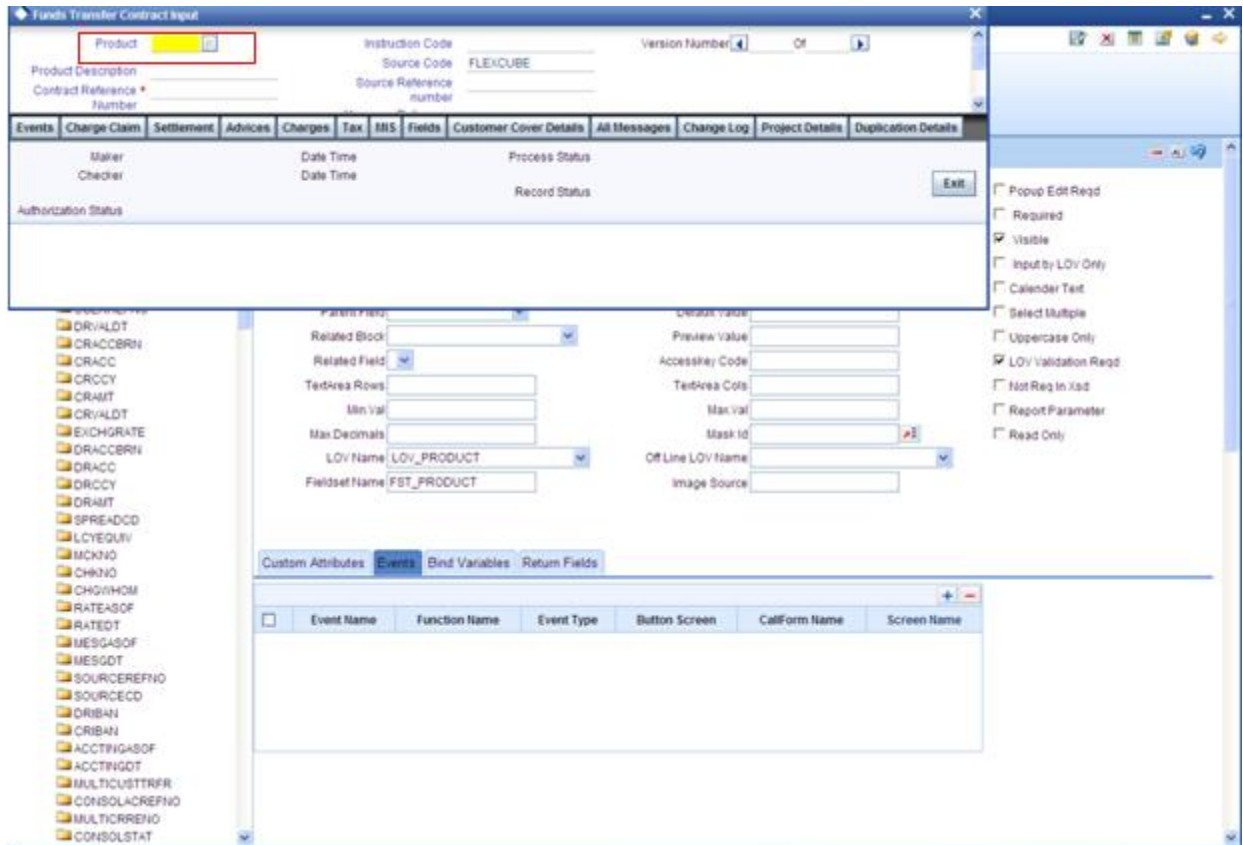 Funds Transfer Contract Input
Product
Instruction Code
Version Number Of
Product Description
Source Code FLEXCUBE
Contract Reference * Number
Source Reference number
Events Charge Claim Settlement Advices Charges Tax MIS Fields Customer Cover Details All Messages Change Log Project Details Duplication Details
Maker Date Time Process Status
Checker Date Time
Record Status
Exit
Authorization Status
Popup Edit Reqd
Required
Visible
Input by LOV Only
Calender Text
Select Multiple
Uppercase Only
LOV Validation Reqd
Not Req In Xsd
Report Parameter
Read Only
DRVALDT
CRACCBRN
CRACC
CRCCY
CRAMT
CRVALDT
EXCHGRATE
DRACCBRN
DRACC
DRCCY
DRAMT
SPREADCD
LCYEQUIV
MCKNO
CHKNO
CHGWHOM
RATEASOF
RATEDT
MESGASOF
MESGDT
SOURCEREFNO
SOURCECD
DRIBAN
CRIBAN
ACCTINGASOF
ACCTINGDT
MULTICUSTTRFR
CONSOLACREFNO
MULTICRRENO
CONSOLSTAT
Parent Field Default Value
Related Block Preview Value
Related Field Accesskey Code
TextArea Rows TextArea Cols
Min Val Max Val
Max Decimals Mask Id
LOV Name LOV_PRODUCT Off Line LOV Name
Fieldset Name FST_PRODUCT Image Source
Custom Attributes Events Bind Variables Return Fields
Event Name Function Name Event Type Button Screen CallForm Name Screen Name